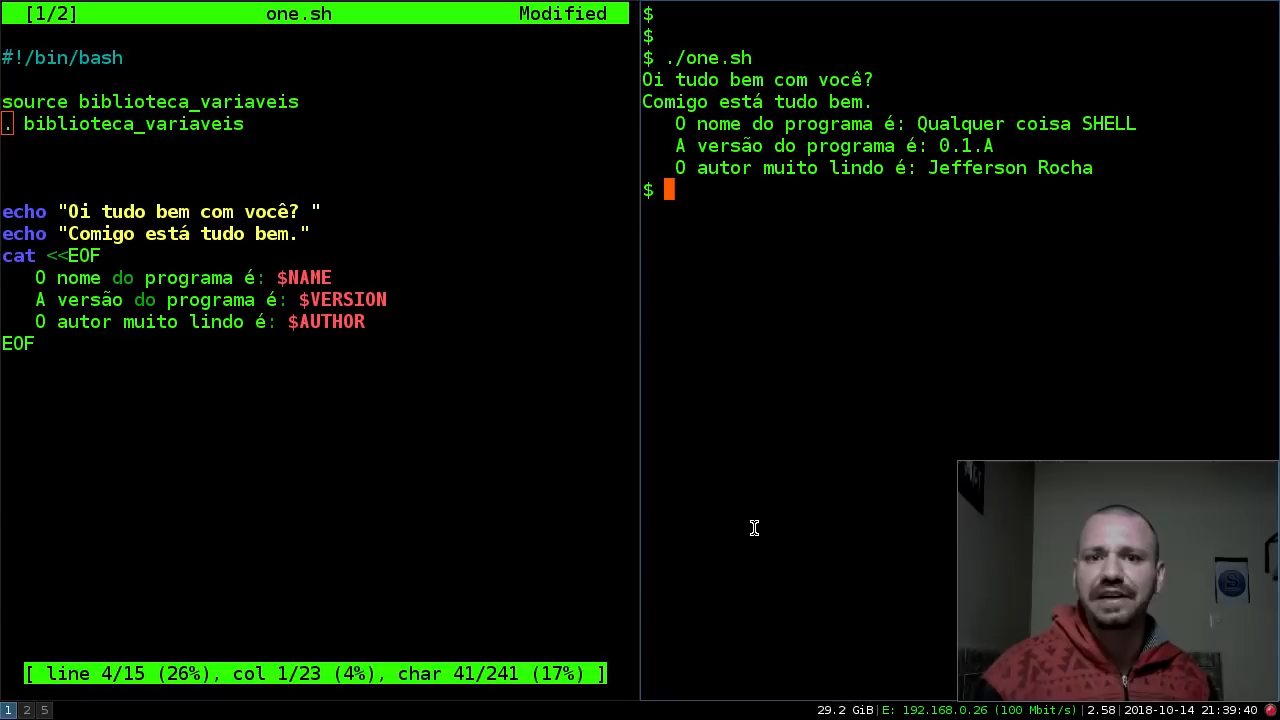 [1/2] one.sh Modified
#!/bin/bash
source biblioteca_variaveis
. biblioteca_variaveis
echo "Oi tudo bem com você? "
echo "Comigo está tudo bem."
cat <<EOF
O nome do programa é: $NAME
A versão do programa é: $VERSION
O autor muito lindo é: $AUTHOR
EOF
[ line 4/15 (26%), col 1/23 (4%), char 41/241 (17%) ]
$
$
$ ./one.sh
Oi tudo bem com você?
Comigo está tudo bem.
O nome do programa é: Qualquer coisa SHELL
A versão do programa é: 0.1.A
O autor muito lindo é: Jefferson Rocha
$
1 2 5
29.2 GiB|E: 192.168.0.26 (100 Mbit/s)|2.58|2018-10-14 21:39:40